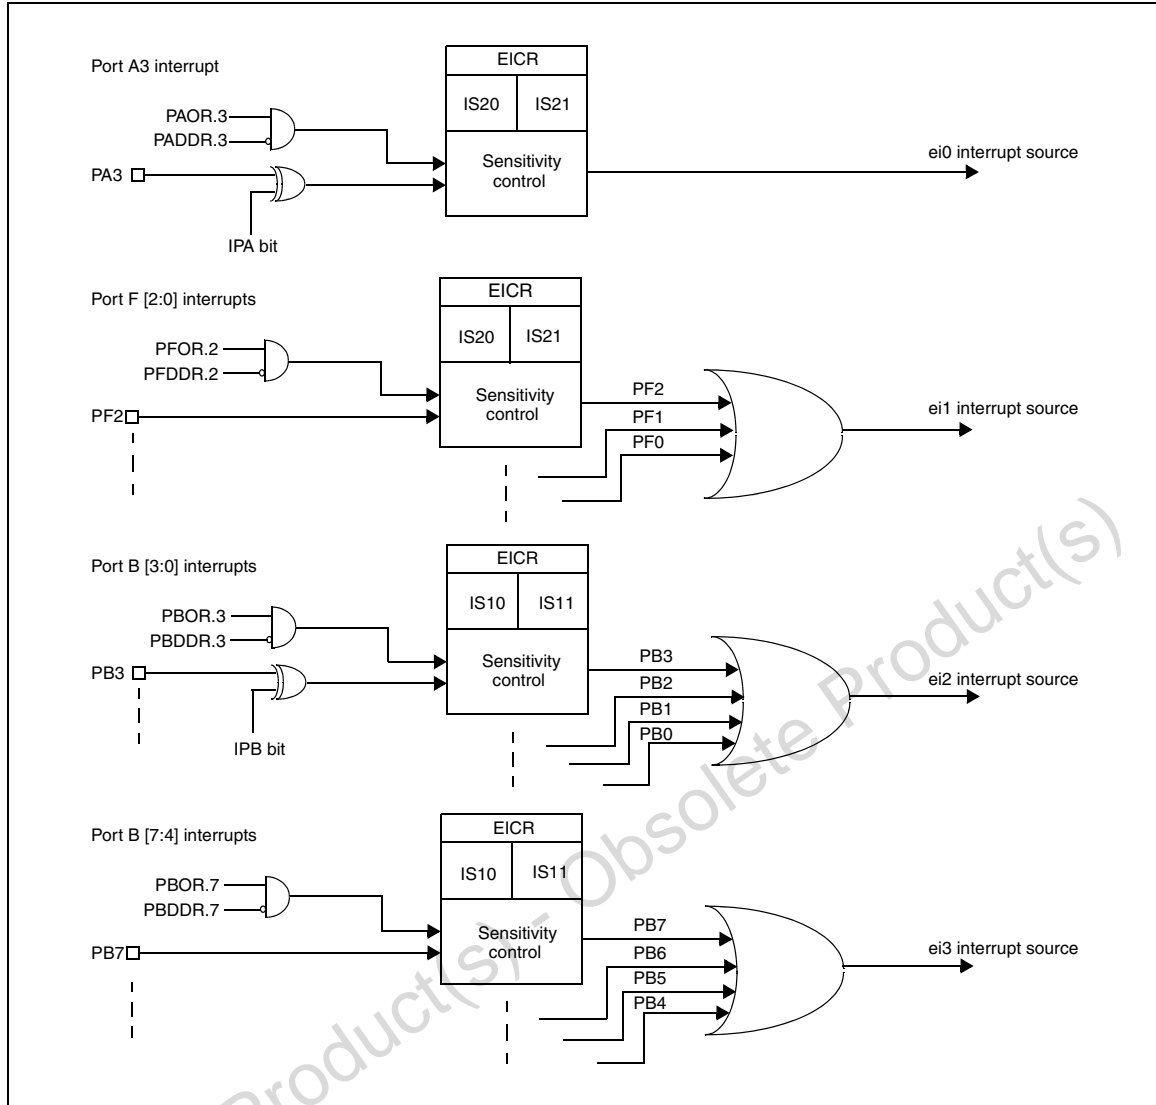 Port A3 interrupt
EICR
IS20 IS21
PAOR.3
PADDR.3
Sensitivity
control
PA3
IPA bit
ei0 interrupt source
Port F [2:0] interrupts
EICR
IS20 IS21
PFOR.2
PFDDR.2
Sensitivity
control
PF2
PF2
PF1
PF0
ei1 interrupt source
Port B [3:0] interrupts
EICR
IS10 IS11
PBOR.3
PBDDR.3
Sensitivity
control
PB3
IPB bit
PB3
PB2
PB1
PB0
ei2 interrupt source
Port B [7:4] interrupts
EICR
IS10 IS11
PBOR.7
PBDDR.7
Sensitivity
control
PB7
PB7
PB6
PB5
PB4
ei3 interrupt source
Product(s) - Obsolete Product(s)